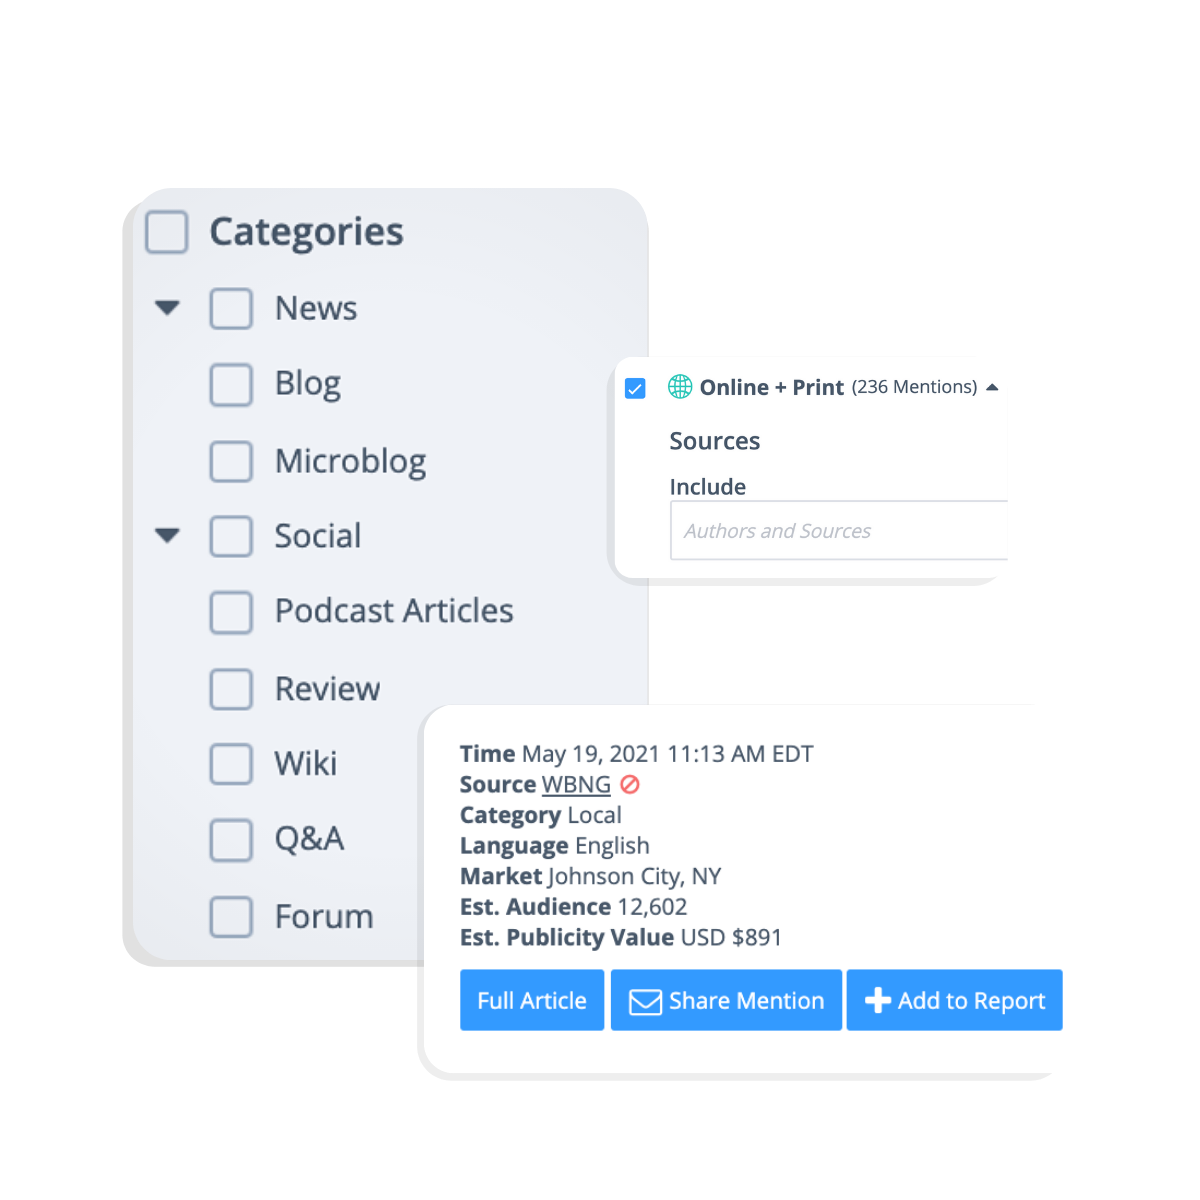 Categories
News
Blog
Microblog
Social
Podcast Articles
Review
Wiki
Q&A
Forum
Online + Print (236 Mentions)
Sources
Include
Authors and Sources
Time May 19, 2021 11:13 AM EDT
Source WBNG
Category Local
Language English
Market Johnson City, NY
Est. Audience 12,602
Est. Publicity Value USD $891
Full Article Share Mention Add to Report